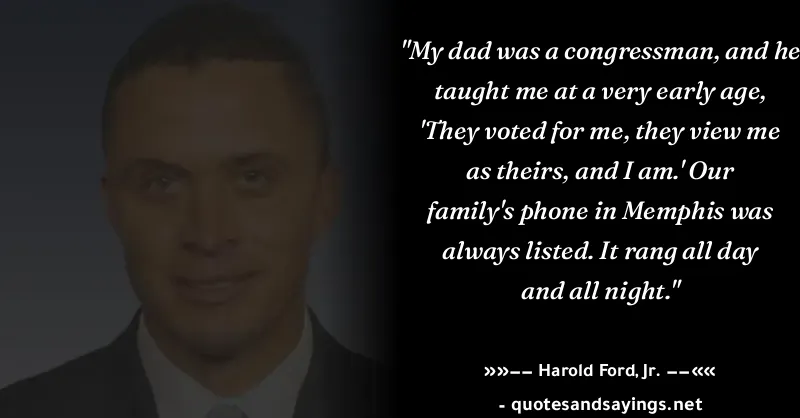 "My dad was a congressman, and he
taught me at a very early age,
'They voted for me, they view me
as theirs, and I am.' Our
family's phone in Memphis was
always listed. It rang all day
and all night."
»»−− Harold Ford, Jr. −−««
- quotesandsayings.net